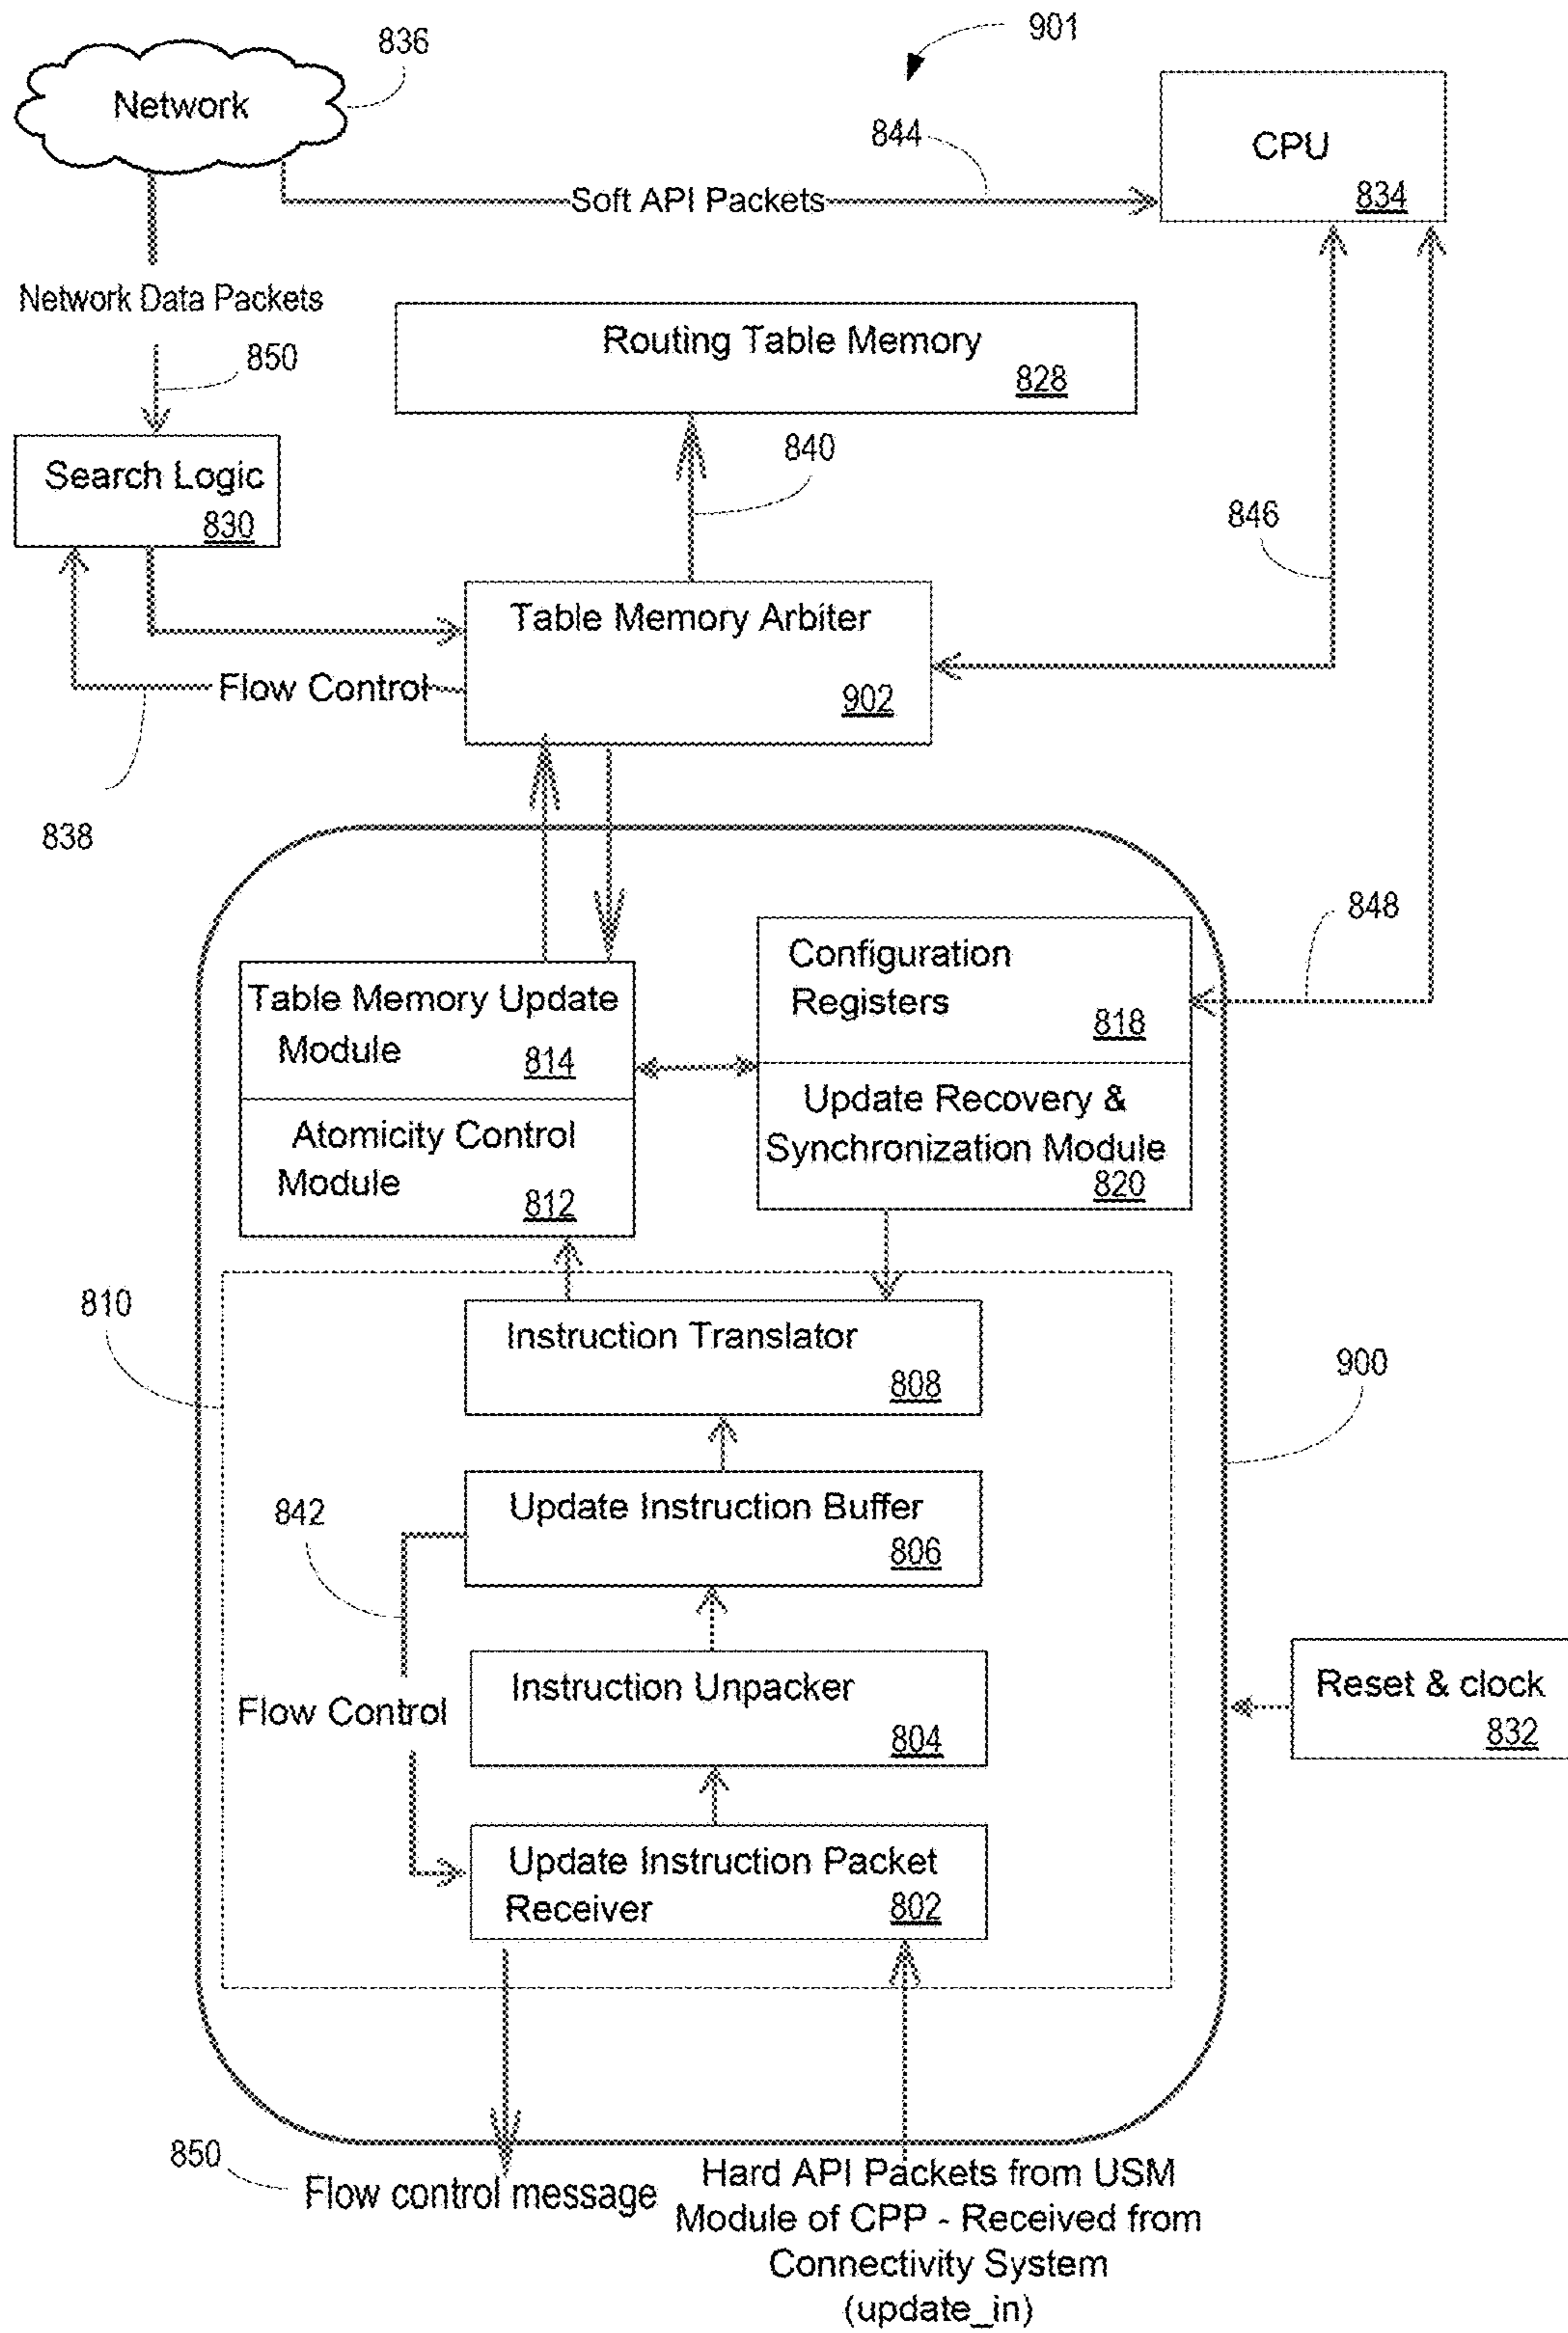 836
901
Network
844
CPU
834
Soft API Packets
Network Data Packets
850
Routing Table Memory
828
840
Search Logic
830
846
Table Memory Arbiter
902
Flow Control
838
848
Configuration
Registers
818
Table Memory Update
Module
814
Update Recovery &
Synchronization Module
820
Atomicity Control
Module
812
810
Instruction Translator
808
900
842
Update Instruction Buffer
806
Instruction Unpacker
804
Flow Control
Reset & clock
832
Update Instruction Packet
Receiver
802
850
Flow control message
Hard API Packets from USM
Module of CPP - Received from
Connectivity System
(update_in)